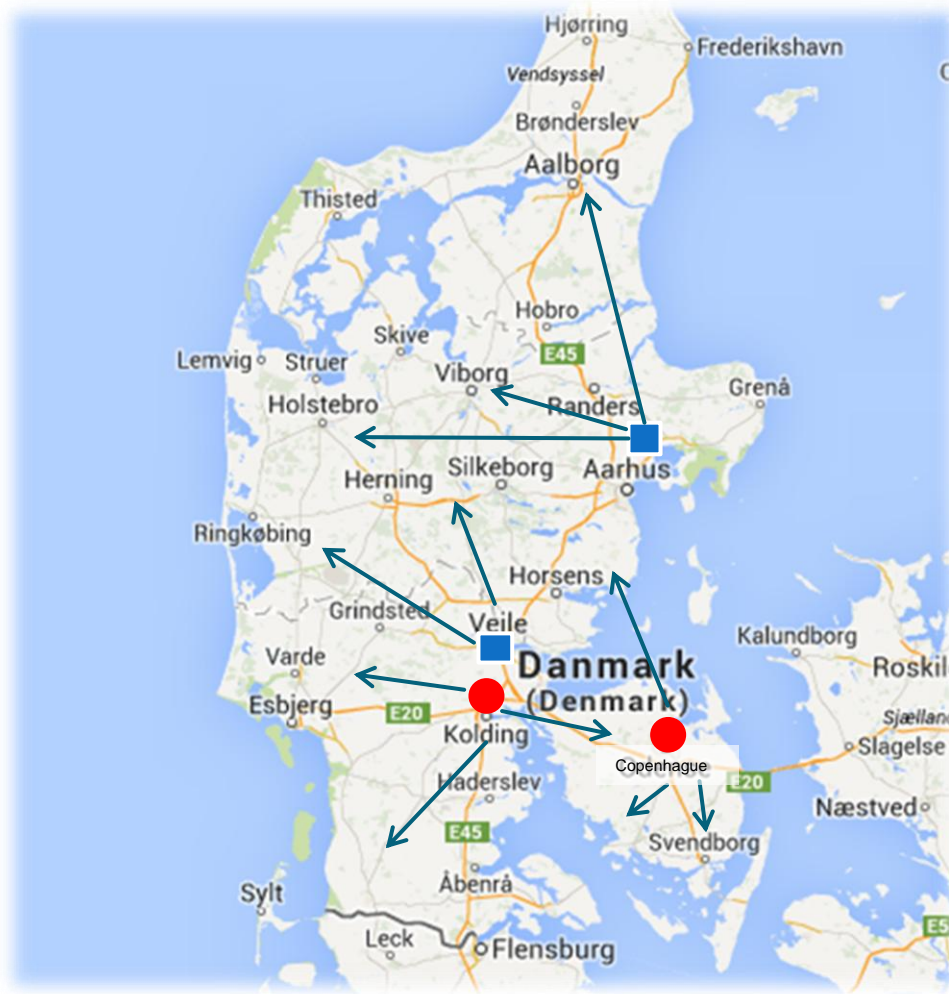 Hjørring
Frederikshavn
Vendsyssel
Brønderslev
Aalborg
Thisted
Hobro
Skive
E45
Lemvig
Struer
Viborg
Grenå
Holstebro
Randers
Silkeborg
Aarhus
Herning
Ringkøbing
Horsens
Grindsted
Vejle
Kalundborg
Varde
Danmark
Roskil
(Denmark)
Esbjerg
E20
Sjællan
Kolding
Slagelse
Copenhague
Haderslev
E20
Næstved
E45
Svendborg
Åbenrå
Sylt
E5
Leck
Flensburg